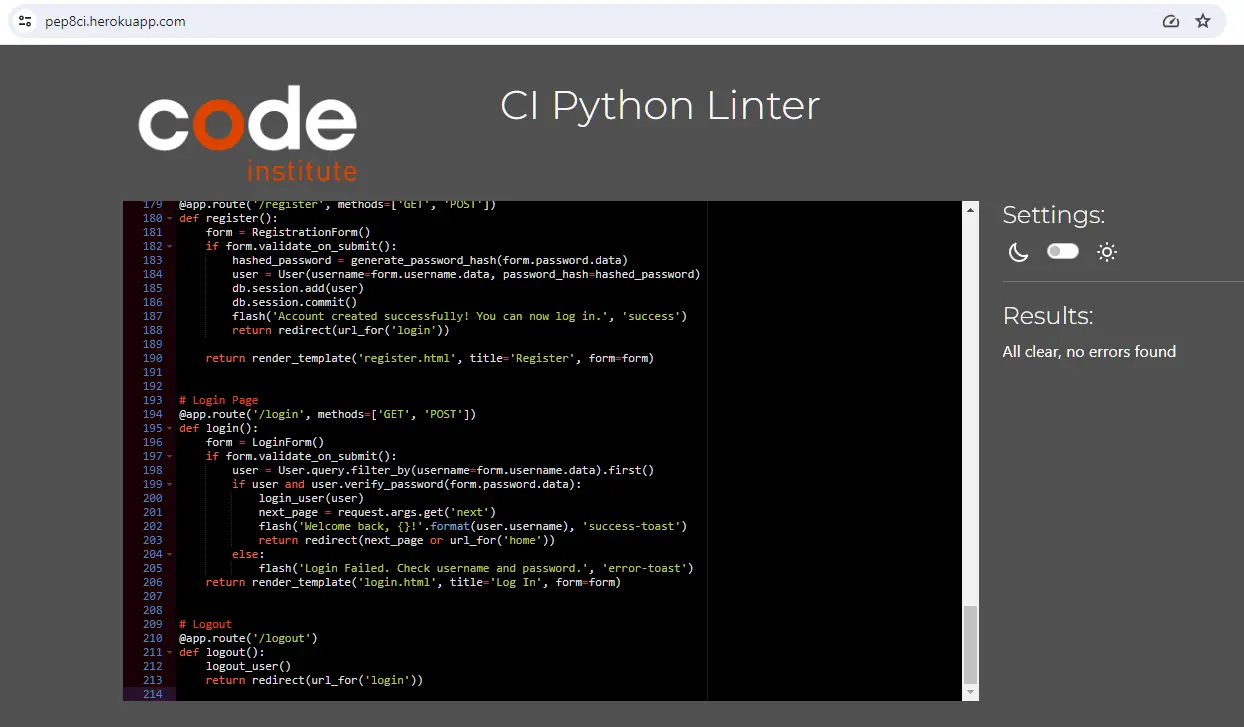 pep8ci.herokuapp.com
code
institute
CI Python Linter
179 @app.route('/register', methods=['GET', 'POST'])
180 def register():
181     form = RegistrationForm()
182     if form.validate_on_submit():
183         hashed_password = generate_password_hash(form.password.data)
184         user = User(username=form.username.data, password_hash=hashed_password)
185         db.session.add(user)
186         db.session.commit()
187         flash('Account created successfully! You can now log in.', 'success')
188         return redirect(url_for('login'))
189
190     return render_template('register.html', title='Register', form=form)
191
192
193 # Login Page
194 @app.route('/login', methods=['GET', 'POST'])
195 def login():
196     form = LoginForm()
197     if form.validate_on_submit():
198         user = User.query.filter_by(username=form.username.data).first()
199         if user and user.verify_password(form.password.data):
200             login_user(user)
201             next_page = request.args.get('next')
202             flash('Welcome back, {}!'.format(user.username), 'success-toast')
203             return redirect(next_page or url_for('home'))
204         else:
205             flash('Login Failed. Check username and password.', 'error-toast')
206     return render_template('login.html', title='Log In', form=form)
207
208
209 # Logout
210 @app.route('/logout')
211 def logout():
212     logout_user()
213     return redirect(url_for('login'))
214
Settings:
Results:
All clear, no errors found